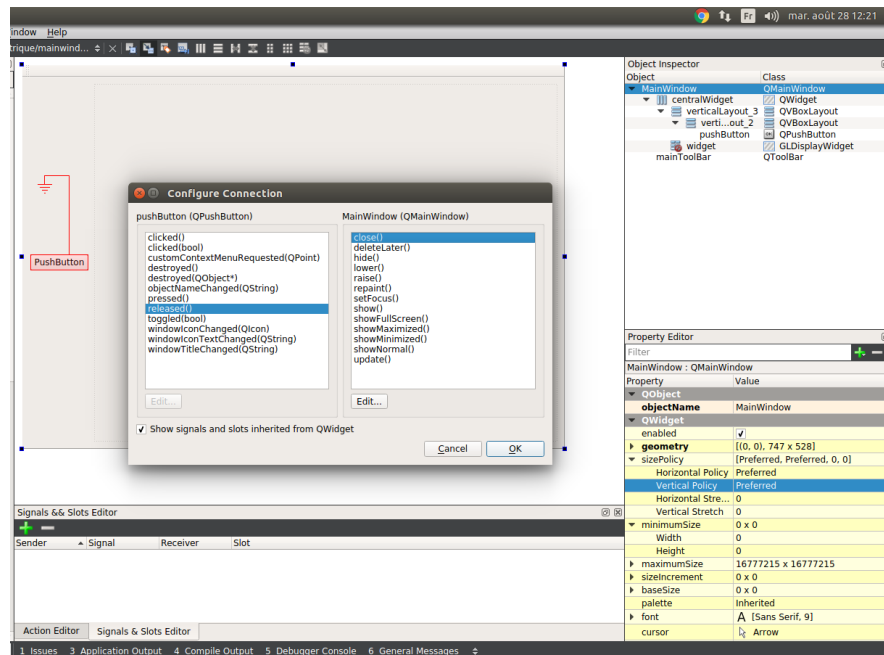 Fr mar. août 28 12:21
ndow Help
trique/mainwind...
Object Inspector
Object Class
MainWindow QMainWindow
centralWidget QWidget
verticalLayout_3 QVBoxLayout
verti...out_2 QVBoxLayout
pushButton QPushButton
widget GLDisplayWidget
mainToolBar QToolBar
PushButton
Configure Connection
pushButton (QPushButton) MainWindow (QMainWindow)
clicked() close()
clicked(bool) deleteLater()
customContextMenuRequested(QPoint) hide()
destroyed() lower()
destroyed(QObject*) raise()
objectNameChanged(QString) repaint()
pressed() setFocus()
released() show()
toggled(bool) showFullScreen()
windowIconChanged(QIcon) showMaximized()
windowIconTextChanged(QString) showMinimized()
windowTitleChanged(QString) showNormal()
update()
Edit... Edit...
Show signals and slots inherited from QWidget
Cancel OK
Property Editor
Filter
MainWindow : QMainWindow
Property Value
QObject
objectName MainWindow
QWidget
enabled
geometry [(0, 0), 747 x 528]
sizePolicy [Preferred, Preferred, 0, 0]
Horizontal Policy Preferred
Vertical Policy Preferred
Horizontal Stre... 0
Vertical Stretch 0
minimumSize 0 x 0
Width 0
Height 0
maximumSize 16777215 x 16777215
sizeIncrement 0 x 0
baseSize 0 x 0
palette Inherited
font A [Sans Serif, 9]
cursor Arrow
Signals && Slots Editor
Sender Signal Receiver Slot
Action Editor Signals & Slots Editor
1 Issues 3 Application Output 4 Compile Output 5 Debugger Console 6 General Messages